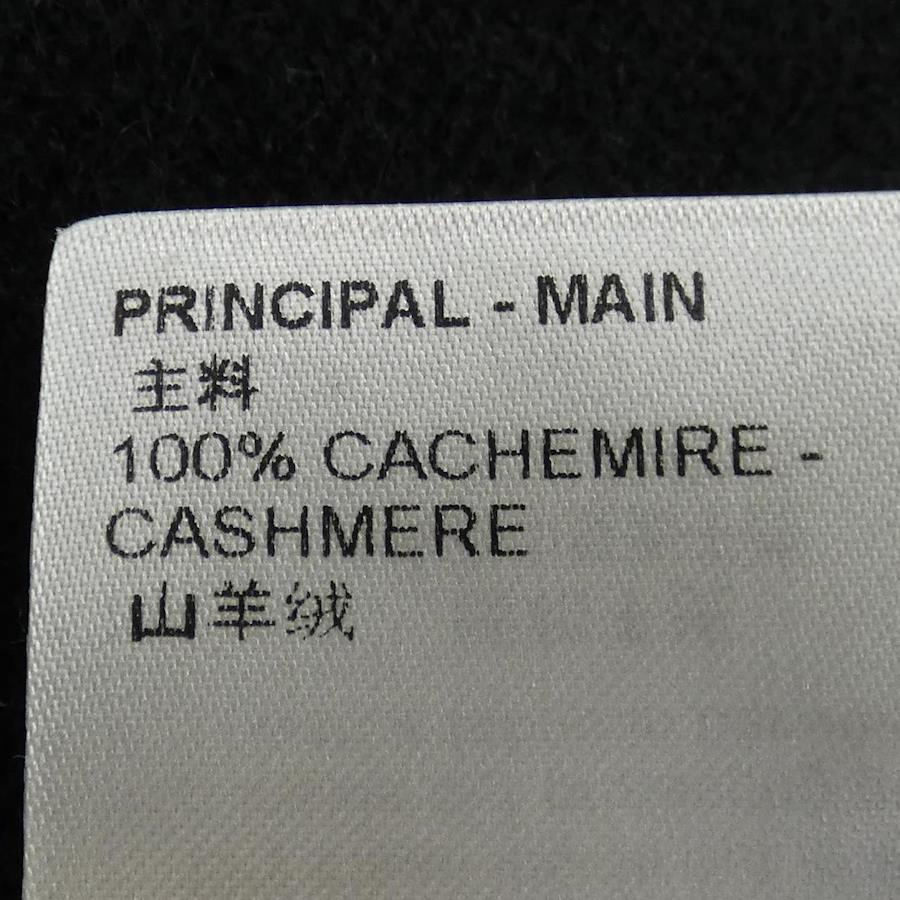 PRINCIPAL - MAIN
主料
100% CACHEMIRE -
CASHMERE
山羊绒